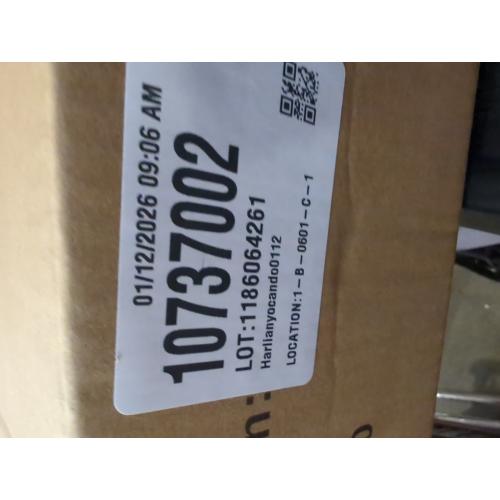 01/12/2026 09:06 AM
10737002
LOT:1186064261
Harlianyocando0112
LOCATION:1-B-0601-C-1
n: